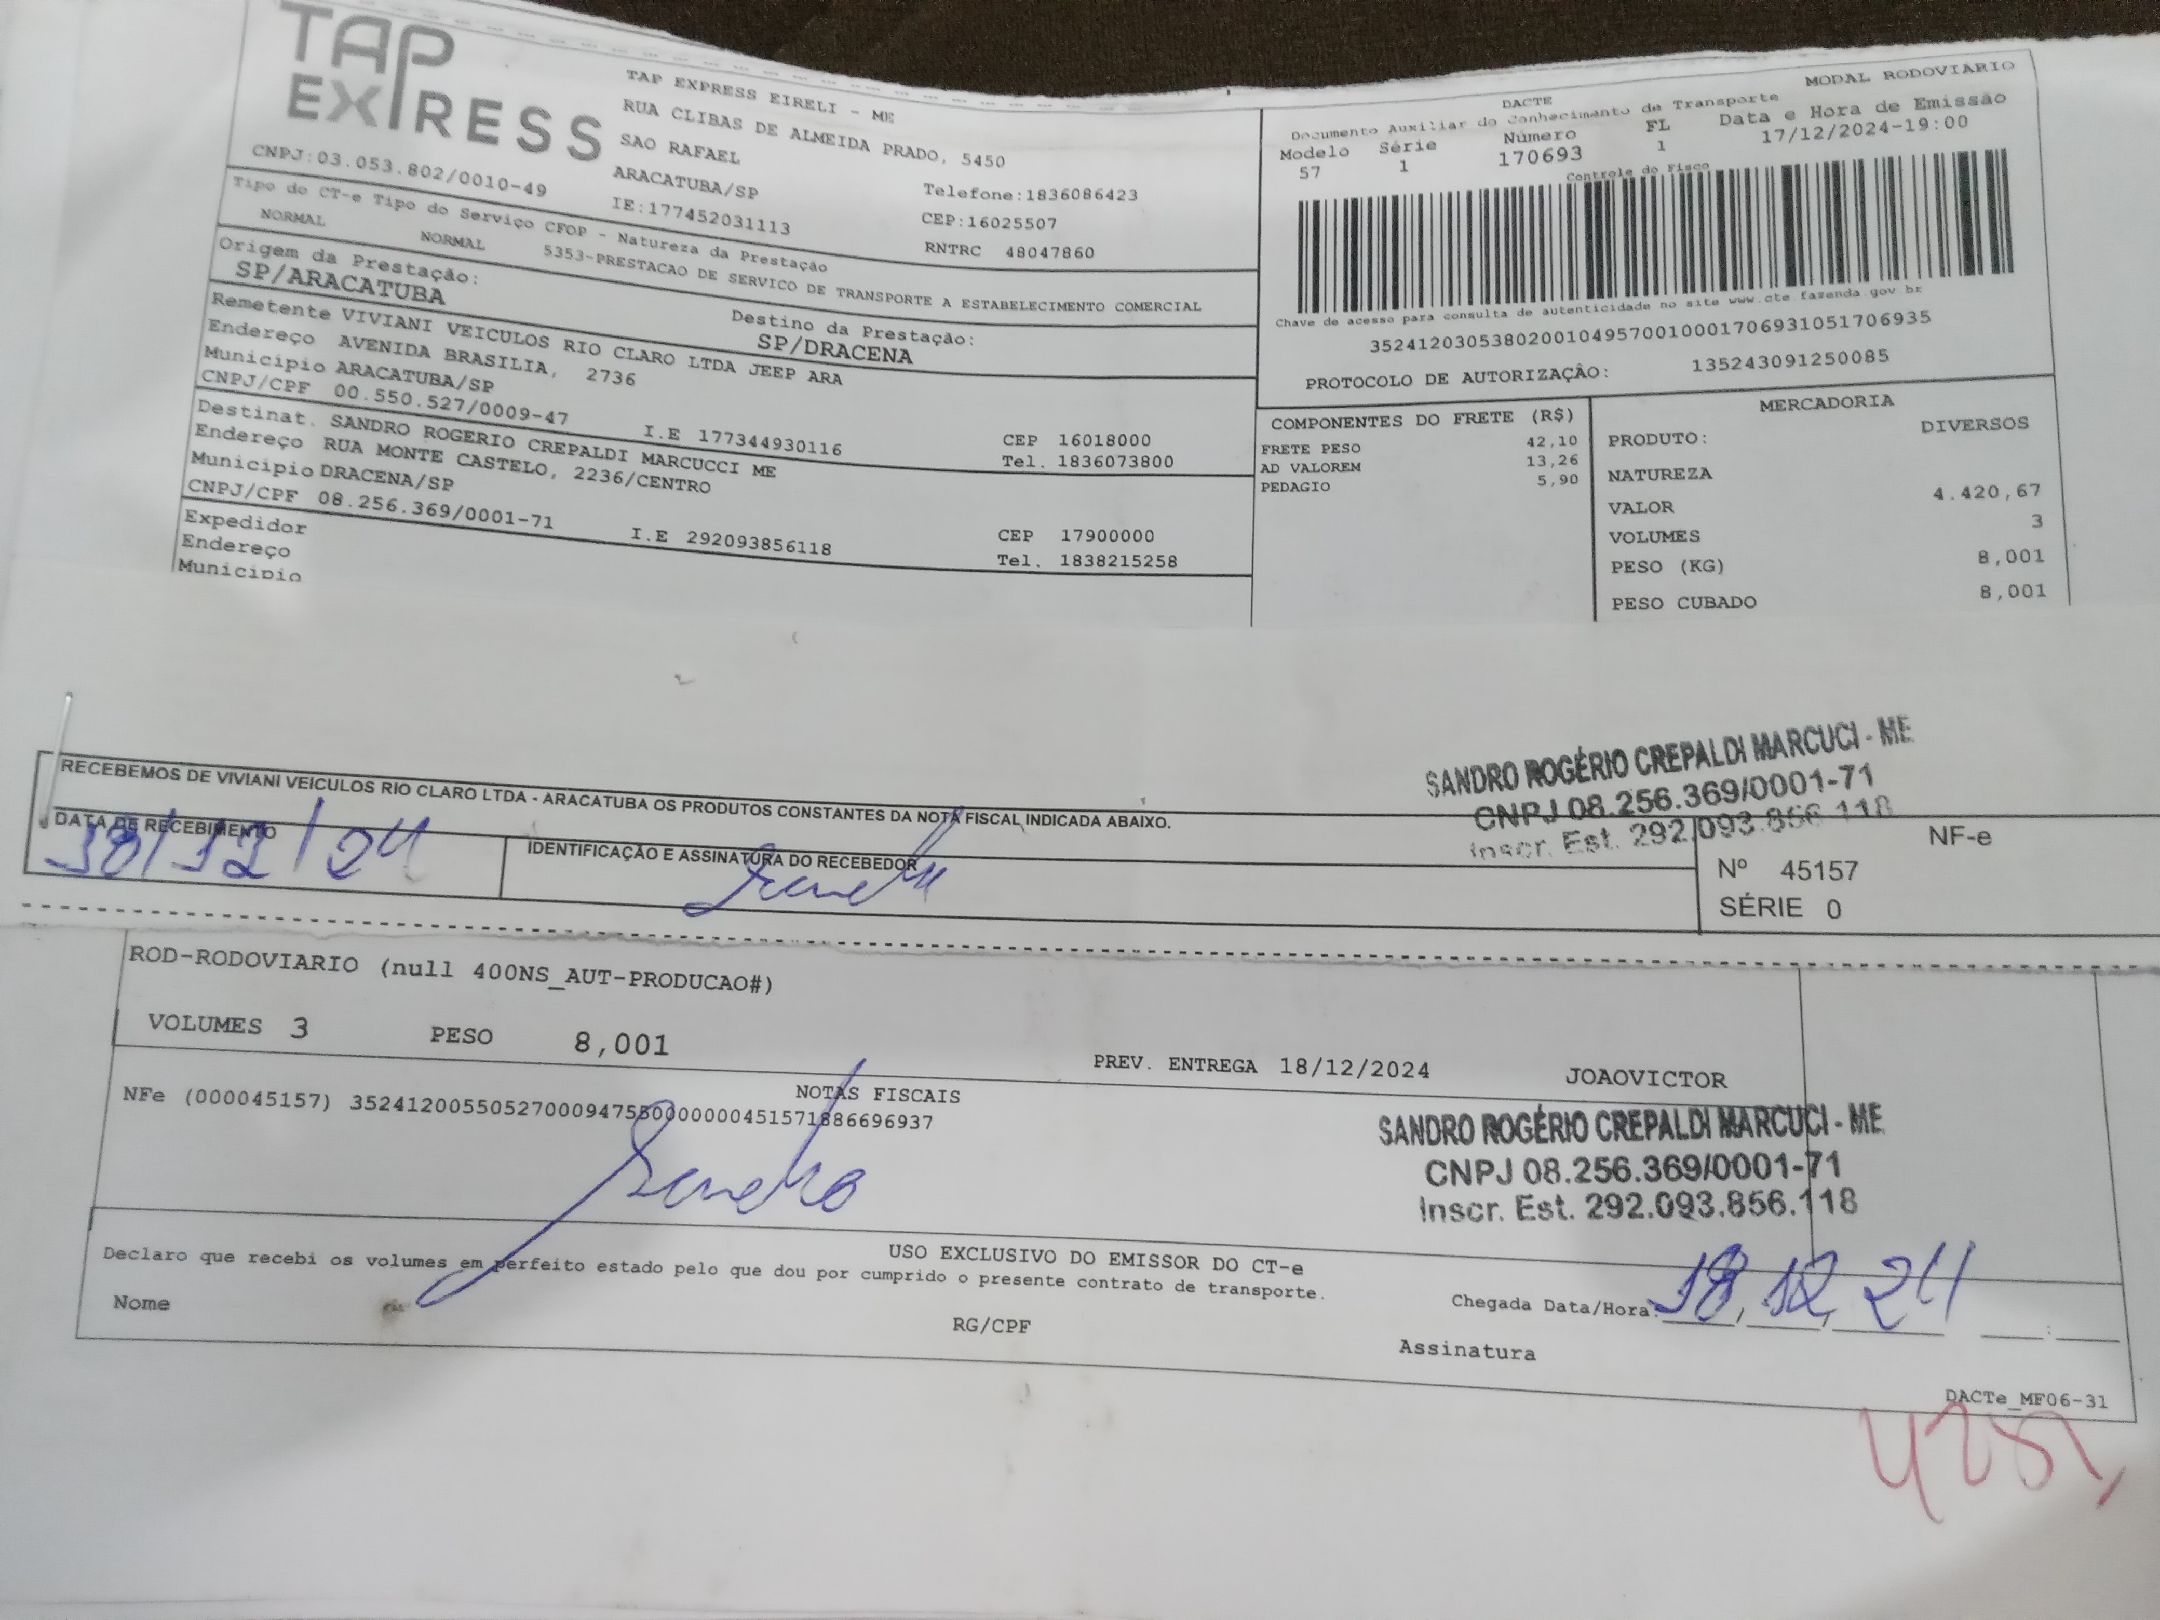 TAP
EXPRESS
CNPJ:03.053.802/0010-49
TAP EXPRESS EIRELI - ME
RUA CLIBAS DE ALMEIDA PRADO, 5450
SAO RAFAEL
ARACATUBA/SP
IE:177452031113
Telefone:1836086423
CEP:16025507
RNTRC 48047860
Tipo do CT-e Tipo do Serviço CFOP - Natureza da Prestação
NORMAL NORMAL 5353-PRESTACAO DE SERVICO DE TRANSPORTE A ESTABELECIMENTO COMERCIAL
Origem da Prestação:
SP/ARACATUBA
Destino da Prestação:
SP/DRACENA
Remetente VIVIANI VEICULOS RIO CLARO LTDA JEEP ARA
Endereço AVENIDA BRASILIA, 2736
Municipio ARACATUBA/SP
CNPJ/CPF 00.550.527/0009-47 I.E 177344930116
CEP 16018000
Tel. 1836073800
Destinat. SANDRO ROGERIO CREPALDI MARCUCCI ME
Endereço RUA MONTE CASTELO, 2236/CENTRO
Municipio DRACENA/SP
CNPJ/CPF 08.256.369/0001-71 I.E 292093856118
CEP 17900000
Tel. 1838215258
Expedidor
Endereço
Municipio
MODAL RODOVIARIO
DACTE
Documento Auxiliar do Conhecimento de Transporte
Modelo Série Número FL Data e Hora de Emissão
57 1 170693 1 17/12/2024-19:00
Controle do Fisco
Chave de acesso para consulta de autenticidade no site www.cte.fazenda.gov.br
35241203053802001049570010001706931051706935
PROTOCOLO DE AUTORIZAÇÃO: 135243091250085
COMPONENTES DO FRETE (R$)
FRETE PESO 42,10
AD VALOREM 13,26
PEDAGIO 5,90
MERCADORIA
PRODUTO: DIVERSOS
NATUREZA
VALOR 4.420,67
VOLUMES 3
PESO (KG) 8,001
PESO CUBADO 8,001
SANDRO ROGÉRIO CREPALDI MARCUCI - ME
CNPJ 08.256.369/0001-71
Inscr. Est. 292.093.856.118
RECEBEMOS DE VIVIANI VEICULOS RIO CLARO LTDA - ARACATUBA OS PRODUTOS CONSTANTES DA NOTA FISCAL INDICADA ABAIXO.
DATA DE RECEBIMENTO
18/12/24
IDENTIFICAÇÃO E ASSINATURA DO RECEBEDOR
NF-e
Nº 45157
SÉRIE 0
ROD-RODOVIARIO (null 400NS_AUT-PRODUCAO#)
VOLUMES 3 PESO 8,001
PREV. ENTREGA 18/12/2024 JOAOVICTOR
NOTAS FISCAIS
NFe (000045157) 35241200550527000947550000000451571886696937
SANDRO ROGÉRIO CREPALDI MARCUCI - ME
CNPJ 08.256.369/0001-71
Inscr. Est. 292.093.856.118
USO EXCLUSIVO DO EMISSOR DO CT-e
Declaro que recebi os volumes em perfeito estado pelo que dou por cumprido o presente contrato de transporte.
Nome
RG/CPF
Chegada Data/Hora: 18, 12, 24
Assinatura
DACTe_MF06-31